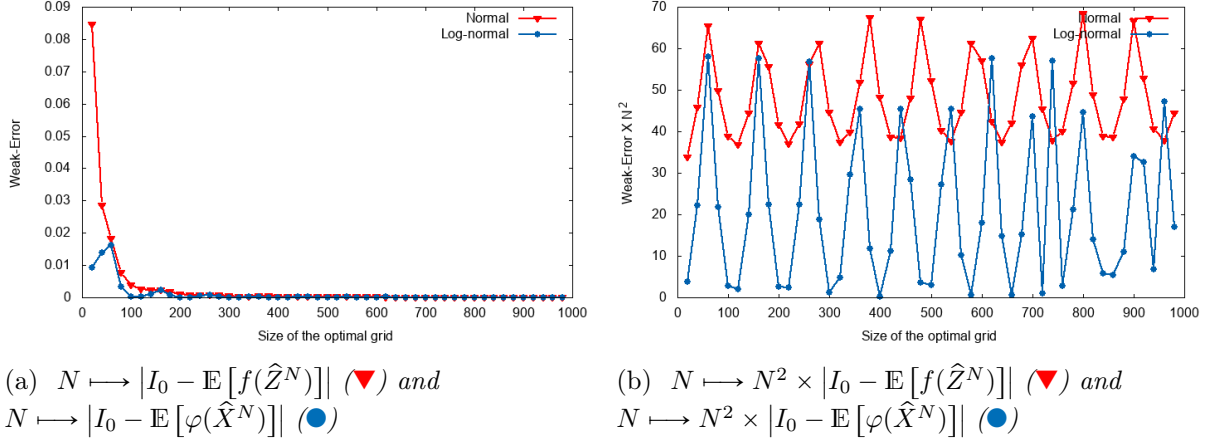 0.09
0.08
0.07
0.06
0.05
0.04
0.03
0.02
0.01
0
Weak-Error
0 100 200 300 400 500 600 700 800 900 1000
Size of the optimal grid
Normal
Log-normal
70
60
50
40
30
20
10
0
Weak-Error X N²
0 100 200 300 400 500 600 700 800 900 1000
Size of the optimal grid
Normal
Log-normal
(a) N ⟼ |I₀ − 𝔼[f(Ẑᴺ)]| (▼) and
N ⟼ |I₀ − 𝔼[φ(X̂ᴺ)]| (●)
(b) N ⟼ N² × |I₀ − 𝔼[f(Ẑᴺ)]| (▼) and
N ⟼ N² × |I₀ − 𝔼[φ(X̂ᴺ)]| (●)